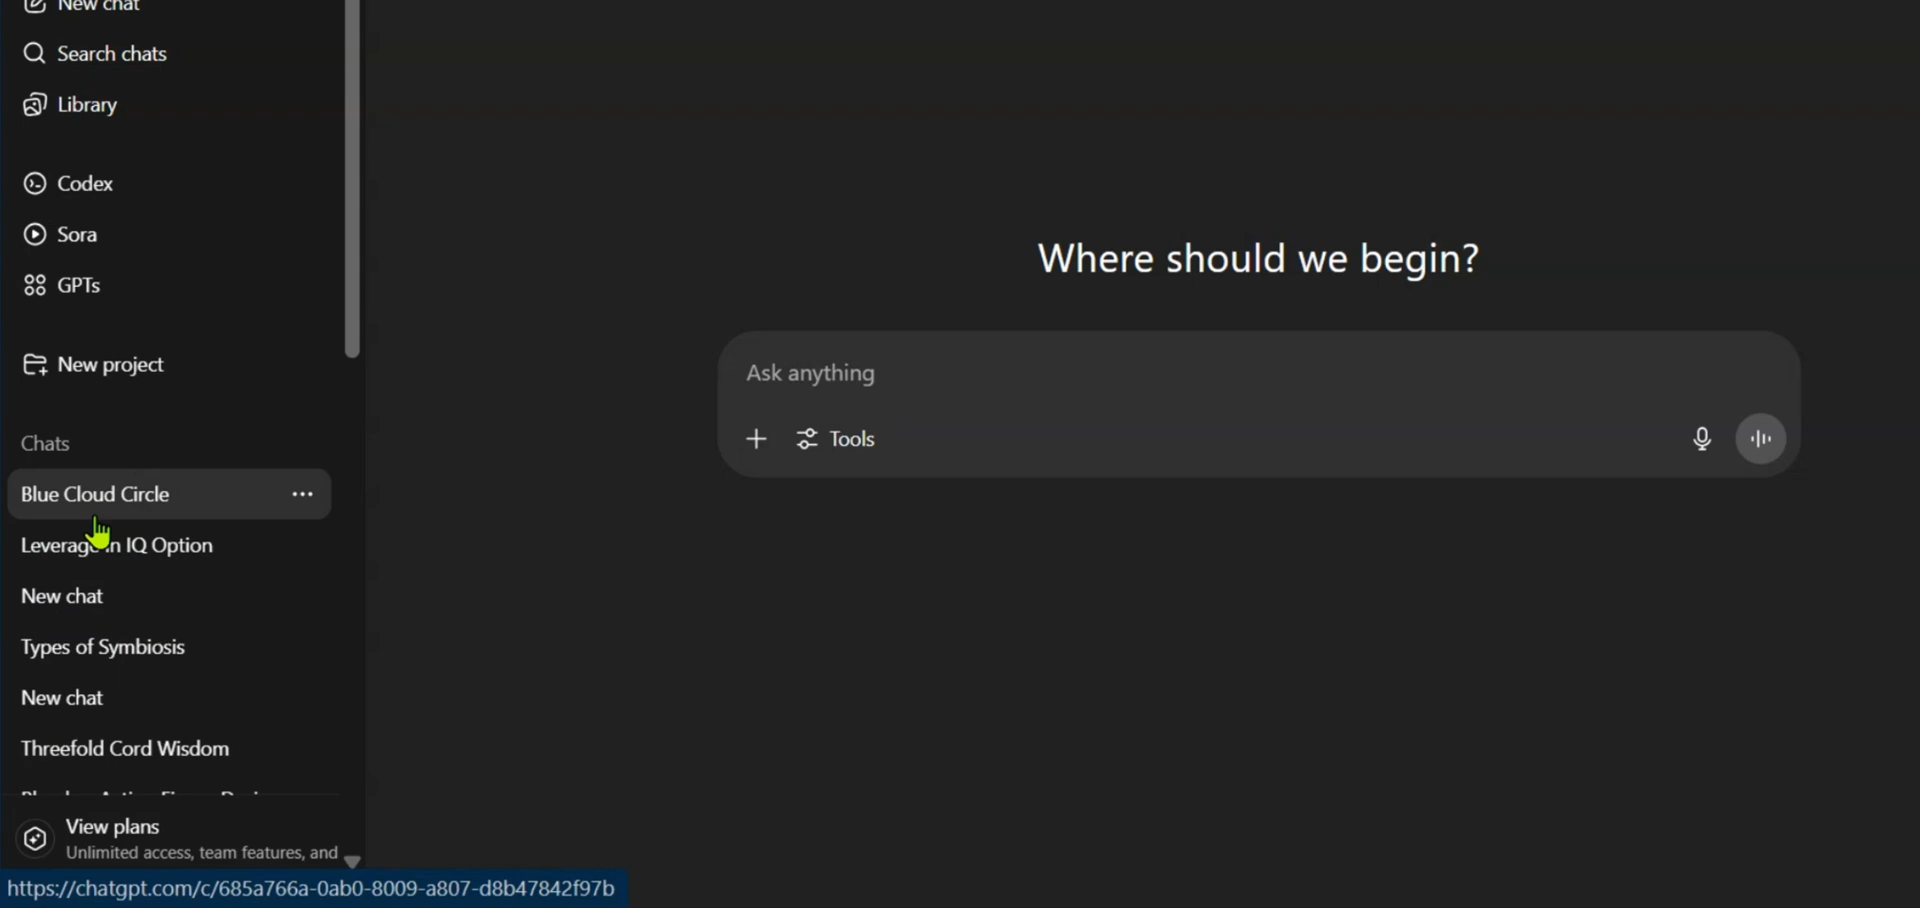 New chat
Search chats
Library
Codex
Sora
GPTs
New project
Chats
Blue Cloud Circle
Leverage in IQ Option
New chat
Types of Symbiosis
New chat
Threefold Cord Wisdom
View plans
Unlimited access, team features, and
https://chatgpt.com/c/685a766a-0ab0-8009-a807-d8b47842f97b
Where should we begin?
Ask anything
Tools